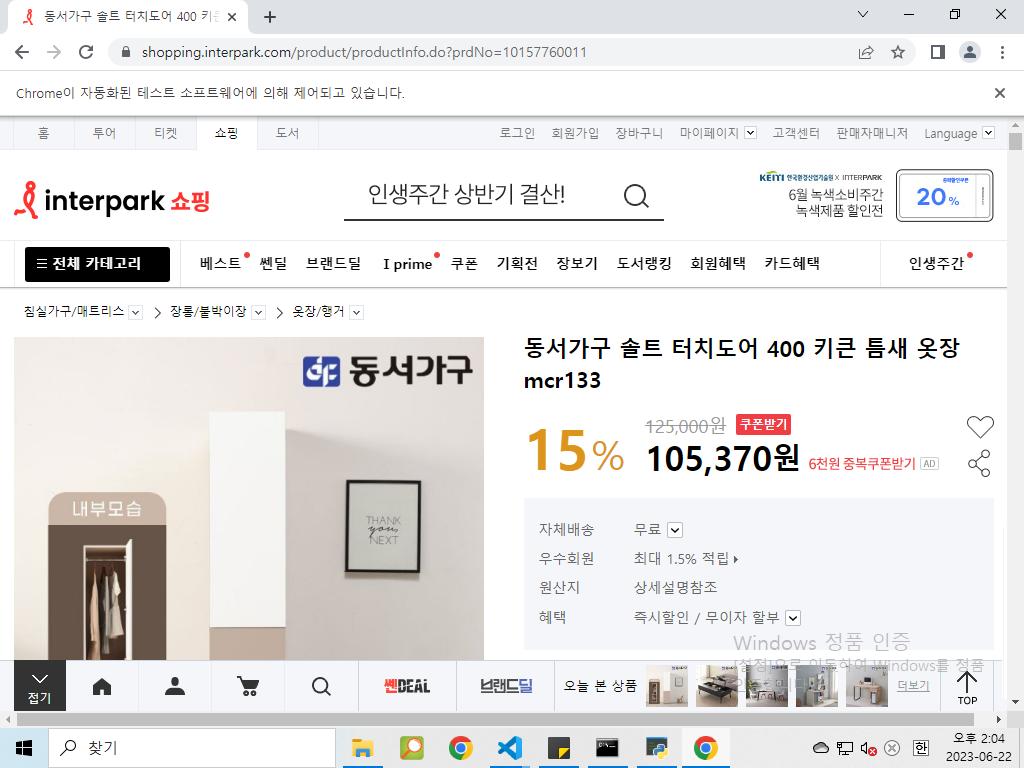 동서가구 솔트 터치도어 400 키큰
shopping.interpark.com/product/productInfo.do?prdNo=10157760011
Chrome이 자동화된 테스트 소프트웨어에 의해 제어되고 있습니다.
홈 투어 티켓 쇼핑 도서 로그인 회원가입 장바구니 마이페이지 고객센터 판매자매니저 Language
interpark 쇼핑
인생주간 상반기 결산!
KEITI 한국환경산업기술원 X INTERPARK
6월 녹색소비주간
녹색제품 할인전
중복할인쿠폰
20%
전체 카테고리 베스트 쎈딜 브랜드딜 I prime 쿠폰 기획전 장보기 도서랭킹 회원혜택 카드혜택 인생주간
침실가구/매트리스 장롱/붙박이장 옷장/행거
동서가구
내부모습
THANK
you,
NEXT
동서가구 솔트 터치도어 400 키큰 틈새 옷장
mcr133
15%
125,000원 쿠폰받기
105,370원 6천원 중복쿠폰받기 AD
자체배송 무료
우수회원 최대 1.5% 적립
원산지 상세설명참조
혜택 즉시할인 / 무이자 할부
Windows 정품 인증
[설정]으로 이동하여 Windows를 정품
접기
쎈DEAL
브랜드딜
오늘 본 상품
더보기
TOP
찾기
한
오후 2:04
2023-06-22